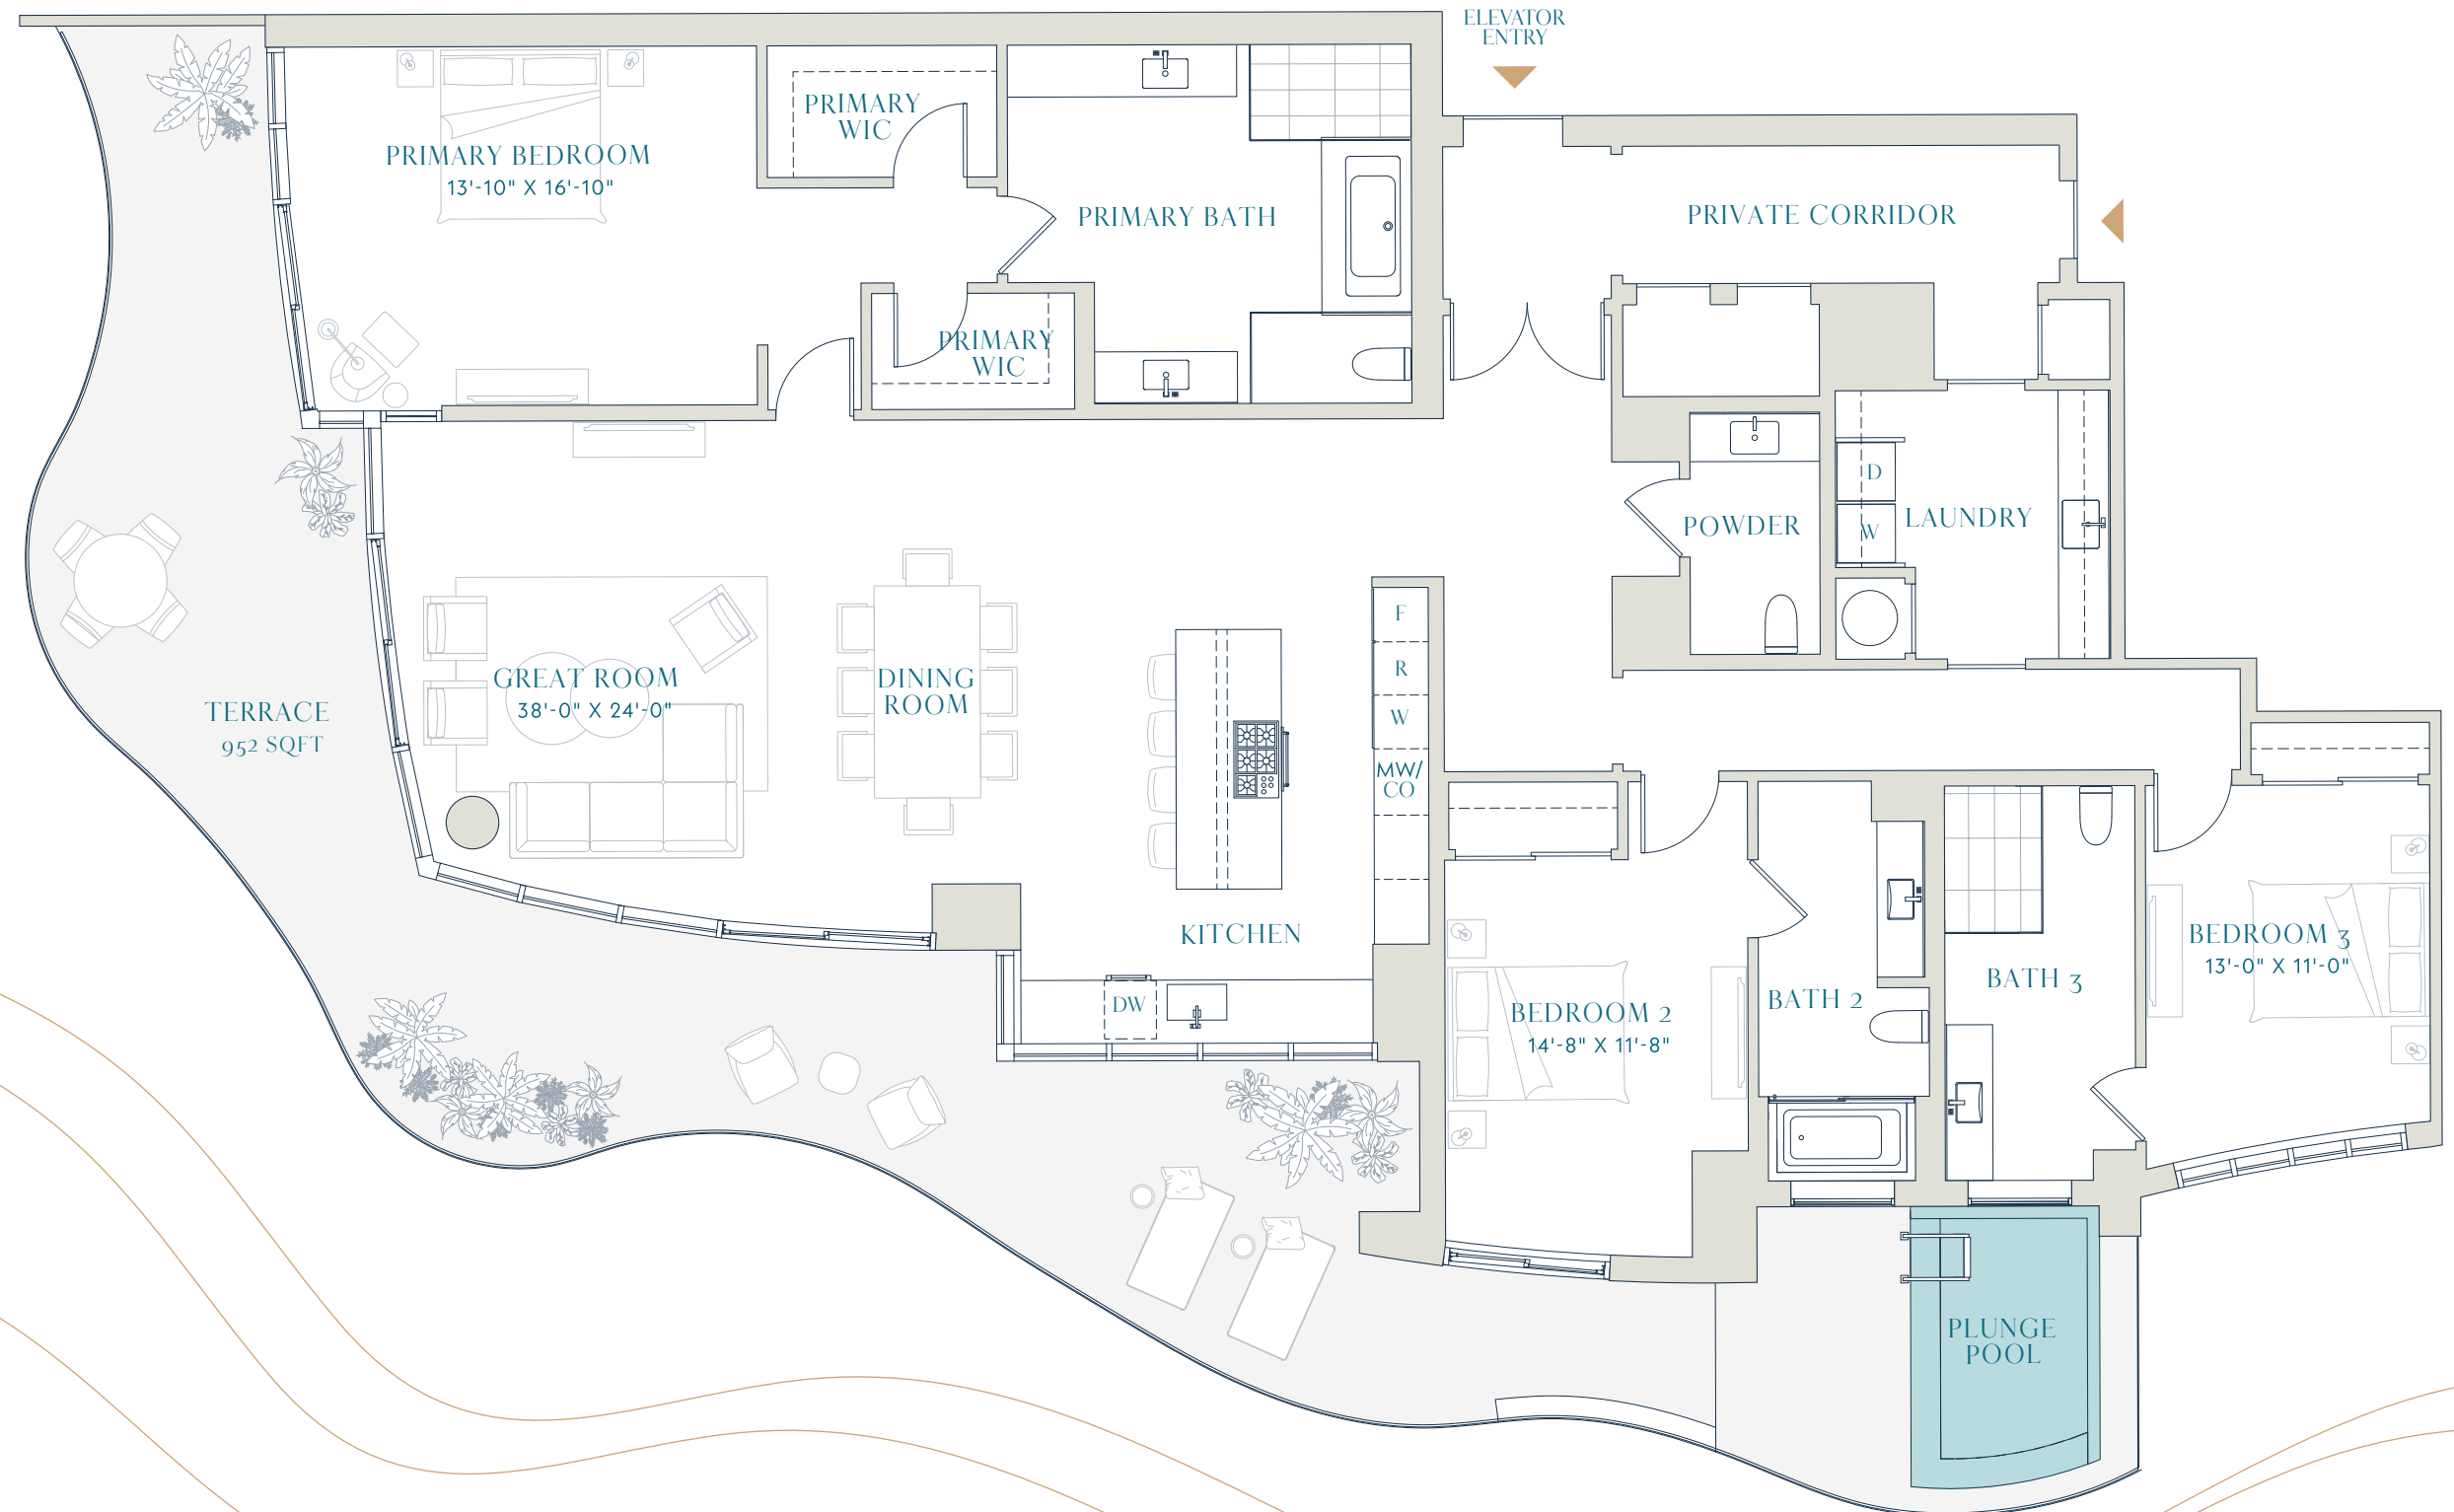 ELEVATOR
ENTRY
PRIMARY
WIC
PRIMARY BEDROOM
13'-10" X 16'-10"
PRIMARY BATH
PRIVATE CORRIDOR
PRIMARY
WIC
D
W
LAUNDRY
POWDER
F
R
W
MW/
CO
GREAT ROOM
38'-0" X 24'-0"
DINING
ROOM
TERRACE
952 SQFT
KITCHEN
DW
BEDROOM 2
14'-8" X 11'-8"
BATH 2
BATH 3
BEDROOM 3
13'-0" X 11'-0"
PLUNGE
POOL